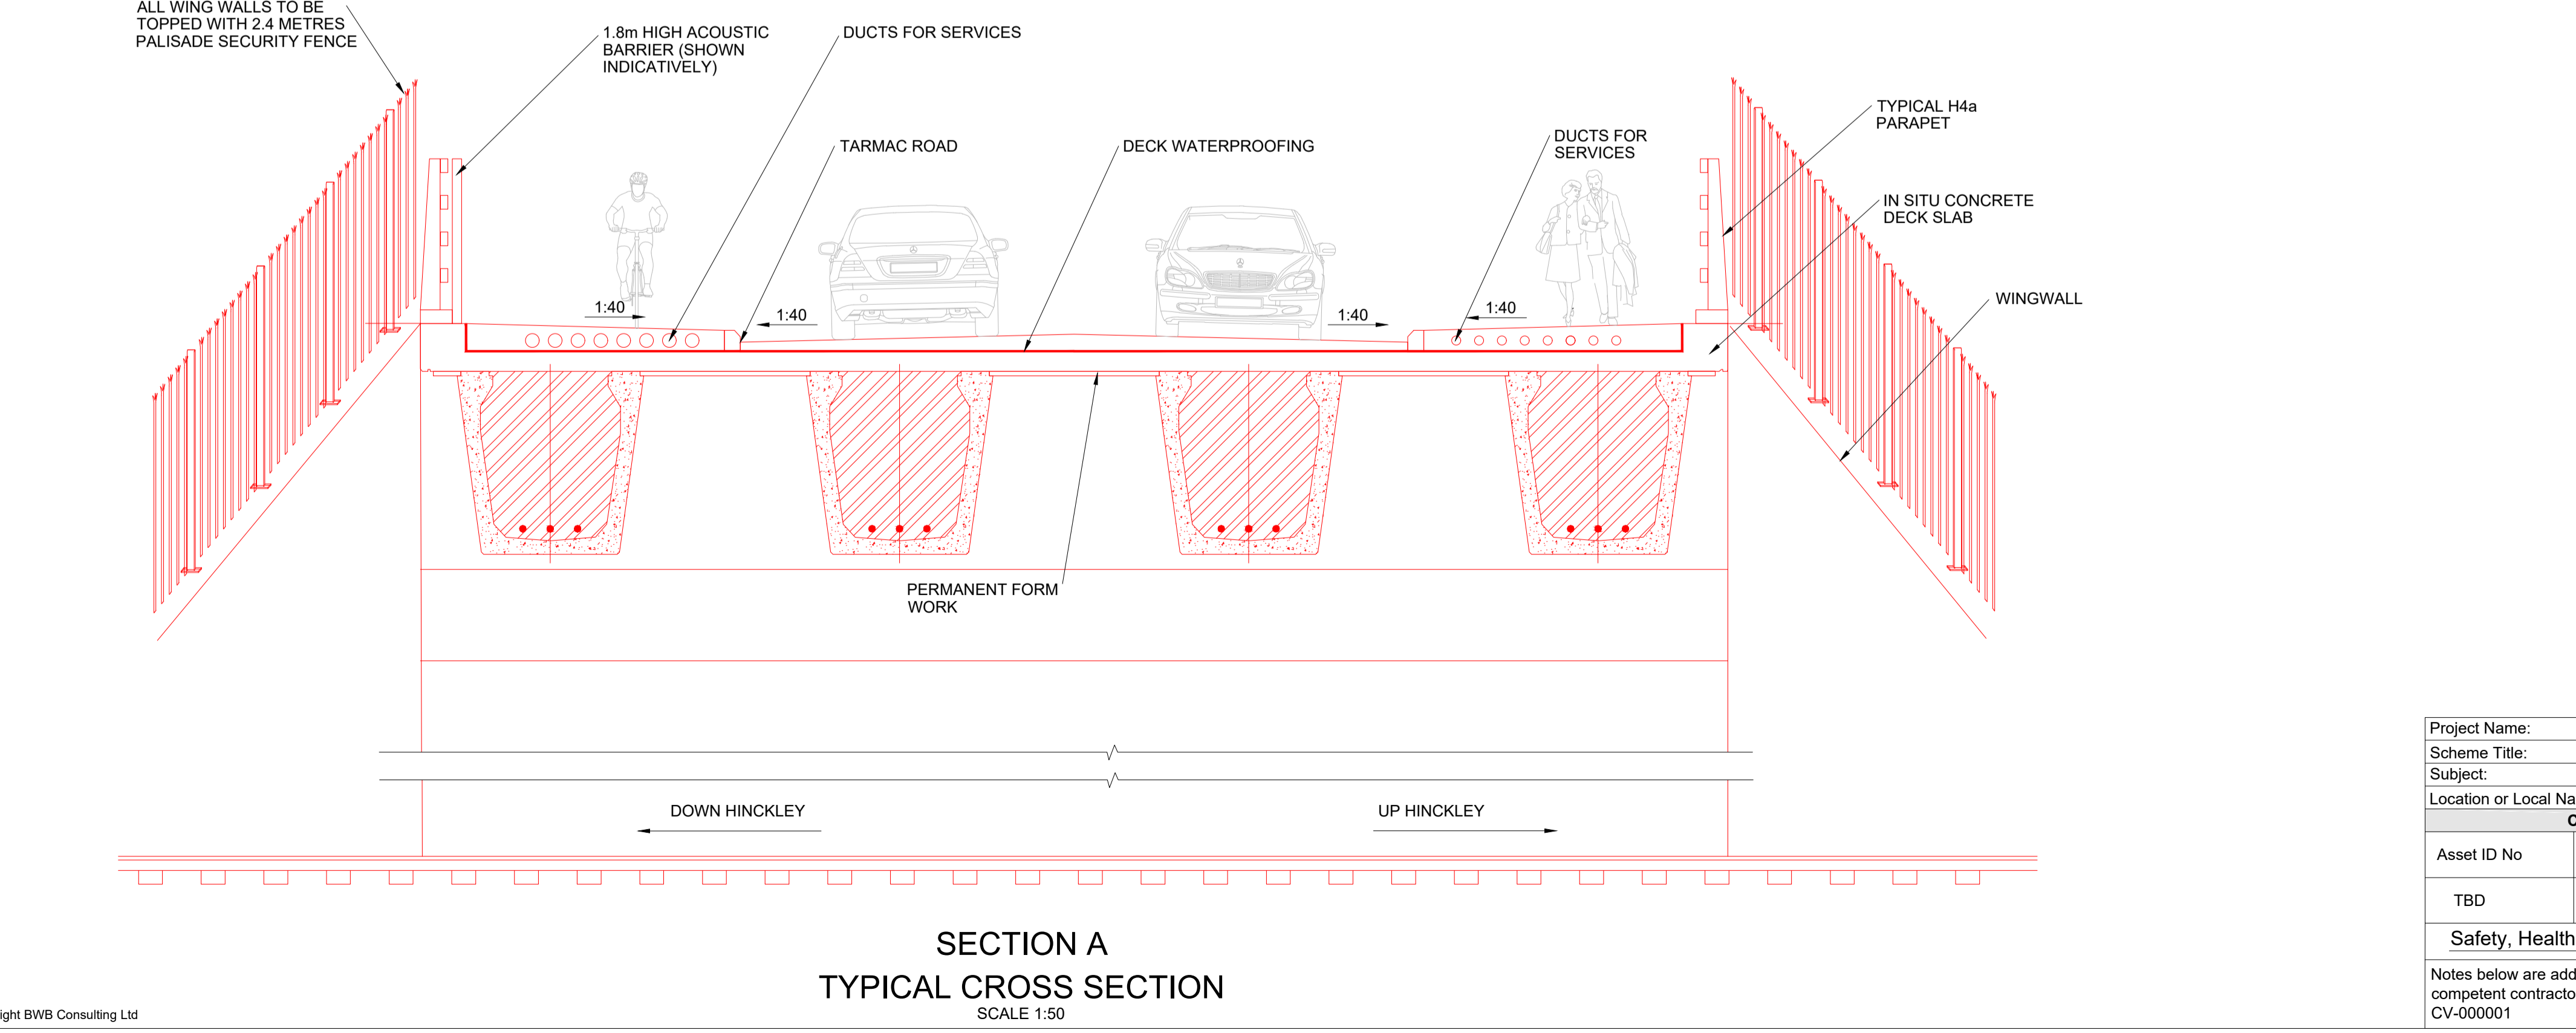 ALL WING WALLS TO BE
TOPPED WITH 2.4 METRES
PALISADE SECURITY FENCE
1.8m HIGH ACOUSTIC
BARRIER (SHOWN
INDICATIVELY)
DUCTS FOR SERVICES
TARMAC ROAD
DECK WATERPROOFING
DUCTS FOR
SERVICES
TYPICAL H4a
PARAPET
IN SITU CONCRETE
DECK SLAB
WINGWALL
1:40
1:40
1:40
1:40
PERMANENT FORM
WORK
DOWN HINCKLEY
UP HINCKLEY
SECTION A
TYPICAL CROSS SECTION
SCALE 1:50
ight BWB Consulting Ltd
Project Name:
Scheme Title:
Subject:
Location or Local Na
Asset ID No
TBD
Safety, Health
Notes below are add
competent contracto
CV-000001